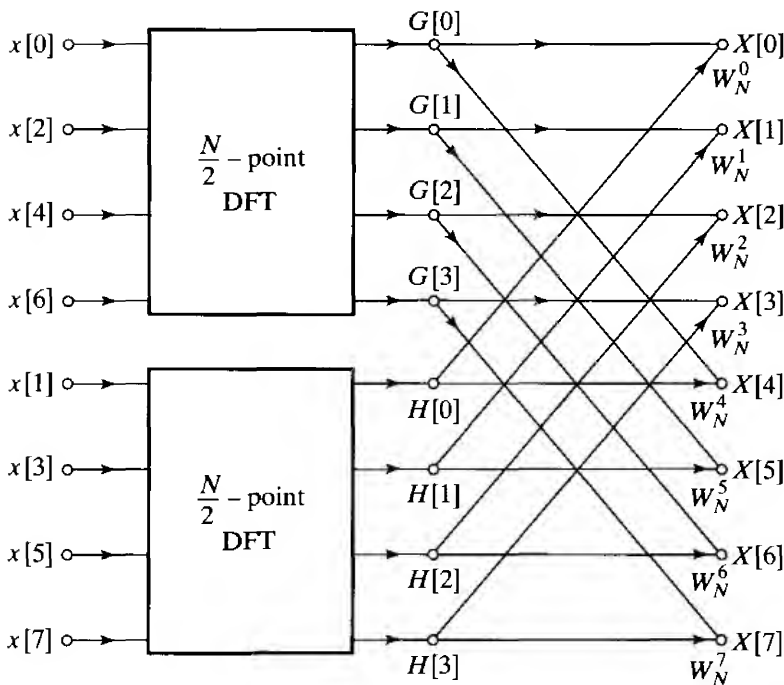 G[0]
x[0] X[0]
W_N^0
G[1]
x[2] X[1]
W_N^1
N/2 – point
DFT
G[2]
x[4] X[2]
W_N^2
G[3]
x[6] X[3]
W_N^3
x[1] X[4]
H[0] W_N^4
x[3] X[5]
H[1] W_N^5
N/2 – point
DFT
x[5] X[6]
H[2] W_N^6
x[7] X[7]
H[3] W_N^7